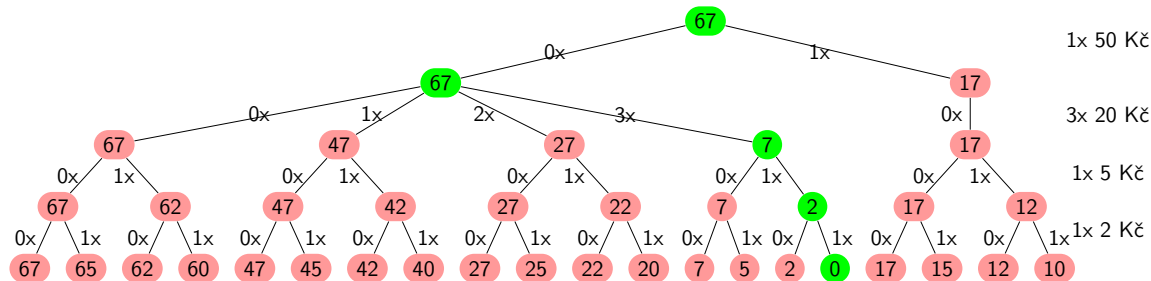 67
1x 50 Kč
0x 1x
67 17
0x 1x 2x 3x 0x 3x 20 Kč
67 47 27 7 17
0x 1x 0x 1x 0x 1x 0x 1x 0x 1x 1x 5 Kč
67 62 47 42 27 22 7 2 17 12
0x 1x 0x 1x 0x 1x 0x 1x 0x 1x 0x 1x 0x 1x 0x 1x 0x 1x 0x 1x 1x 2 Kč
67 65 62 60 47 45 42 40 27 25 22 20 7 5 2 0 17 15 12 10